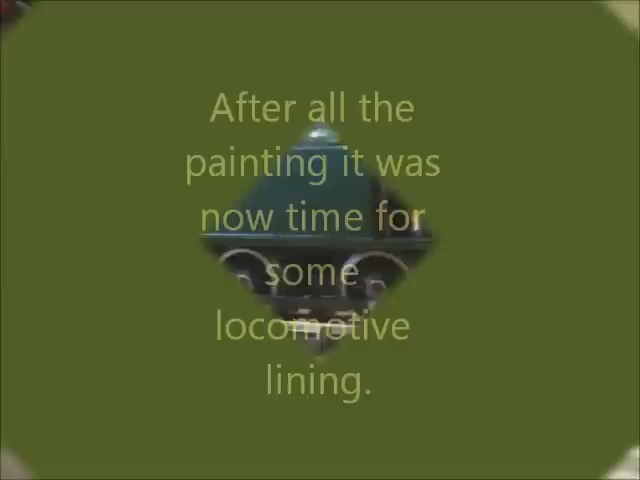 After all the
painting it was
now time for
some
locomotive
lining.